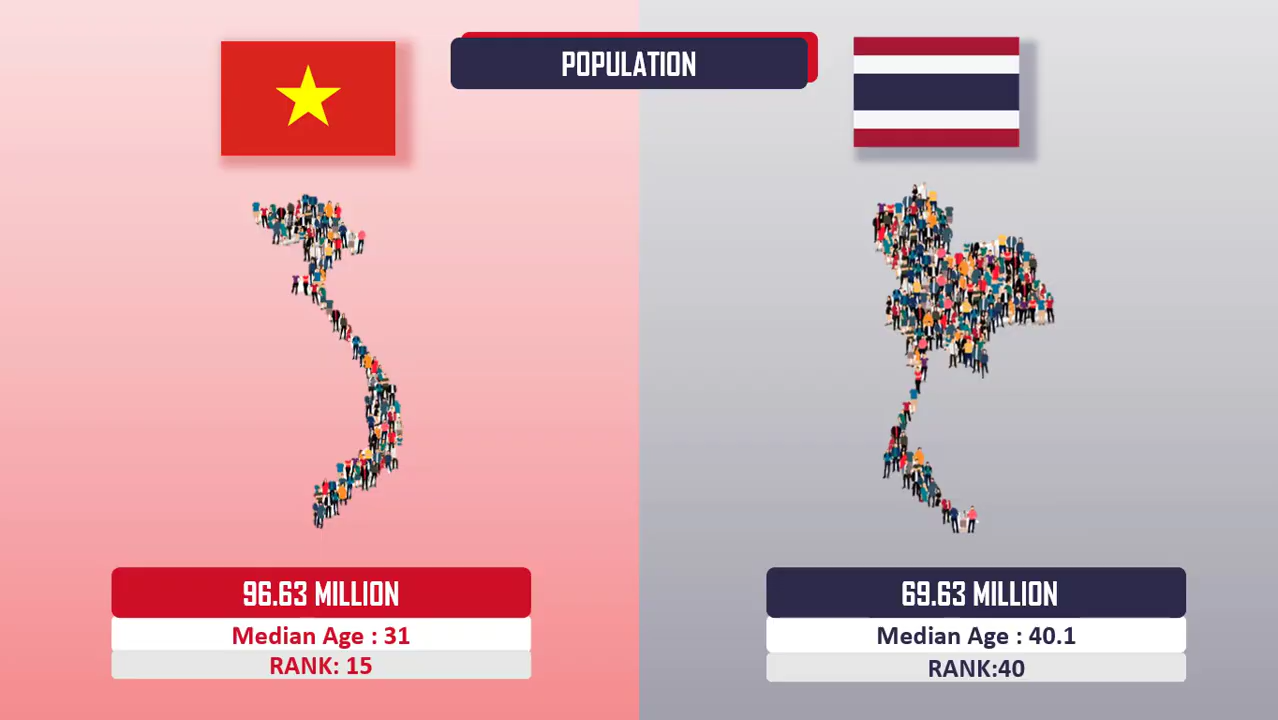 POPULATION
96.63 MILLION
Median Age : 31
RANK: 15
69.63 MILLION
Median Age : 40.1
RANK:40